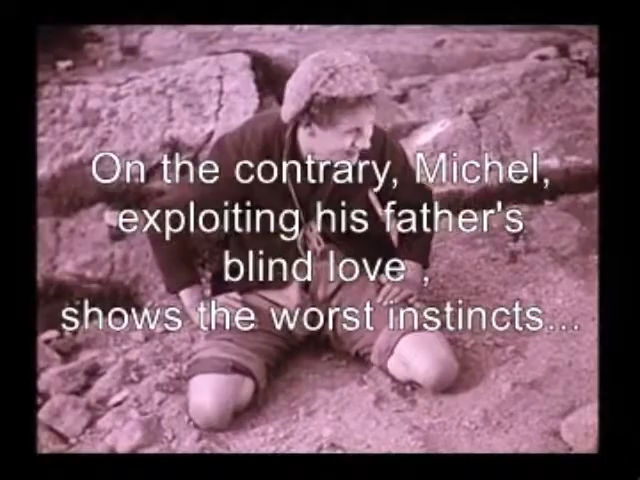 On the contrary, Michel,
exploiting his father's
blind love ,
shows the worst instincts...